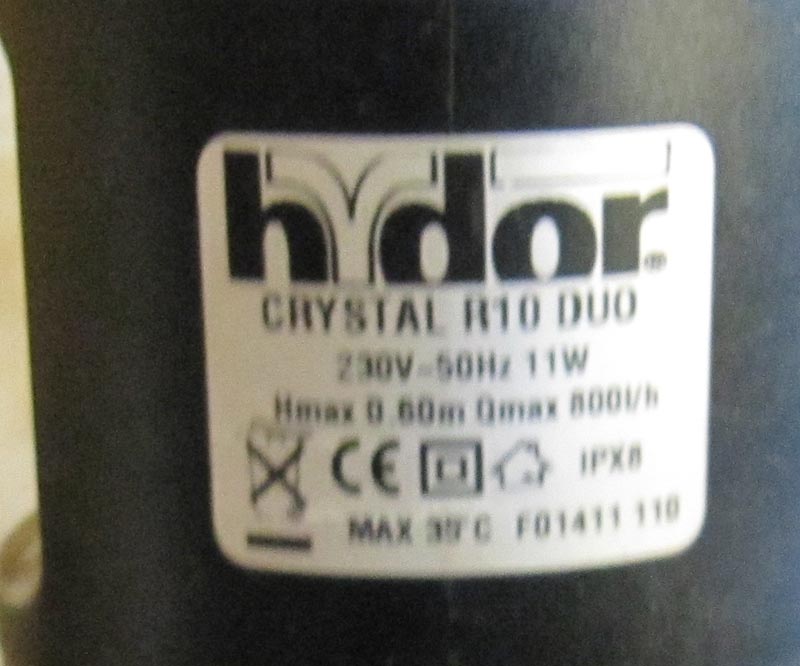 hydor®
CRYSTAL R10 DUO
230V~50Hz 11W
Hmax 0.60m Qmax 800l/h
CE IPX8
MAX 35°C F01411 110